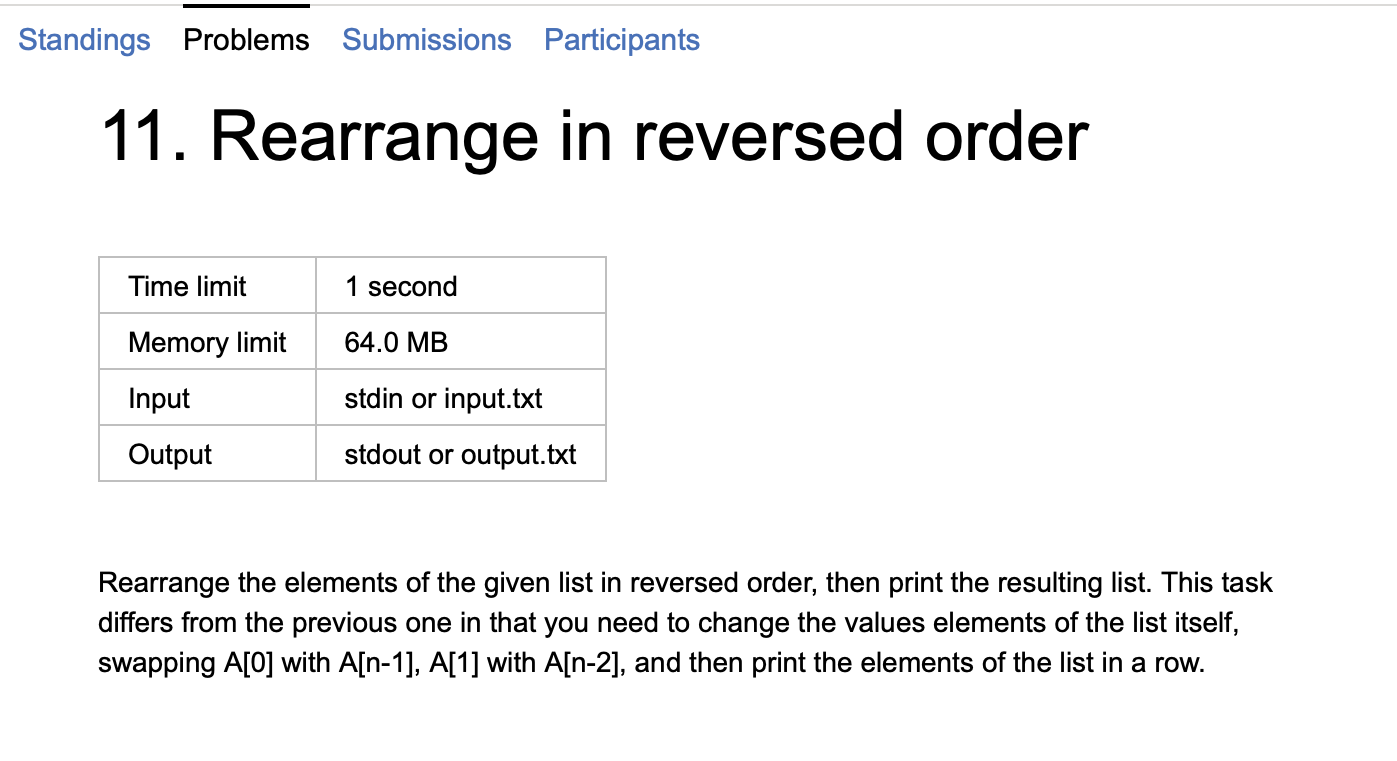 Standings Problems Submissions Participants
11. Rearrange in reversed order
Time limit 1 second
Memory limit 64.0 MB
Input stdin or input.txt
Output stdout or output.txt
Rearrange the elements of the given list in reversed order, then print the resulting list. This task
differs from the previous one in that you need to change the values elements of the list itself,
swapping A[0] with A[n-1], A[1] with A[n-2], and then print the elements of the list in a row.